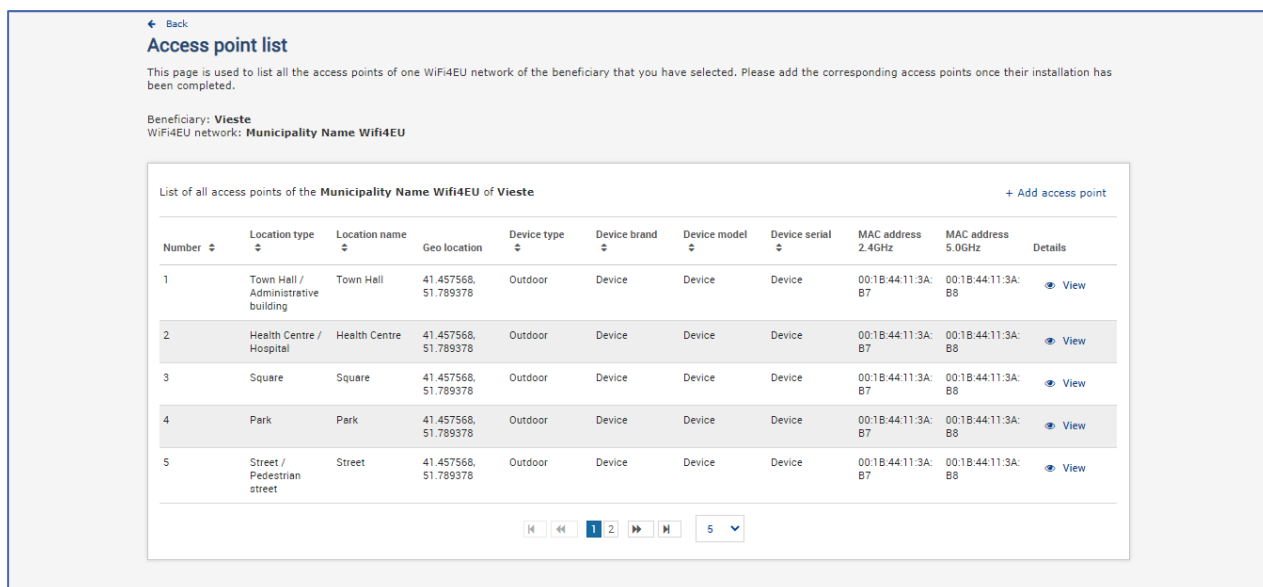 Back
Access point list
This page is used to list all the access points of one WiFi4EU network of the beneficiary that you have selected. Please add the corresponding access points once their installation has
been completed.
Beneficiary: Vieste
WiFi4EU network: Municipality Name Wifi4EU
List of all access points of the Municipality Name Wifi4EU of Vieste
+ Add access point
Number Location type Location name Geo location Device type Device brand Device model Device serial MAC address 2.4GHz MAC address 5.0GHz Details
1 Town Hall / Town Hall 41.457568, Outdoor Device Device Device 00:1B:44:11:3A: 00:1B:44:11:3A: View
Administrative 51.789378 B7 B8
building
2 Health Centre / Health Centre 41.457568, Outdoor Device Device Device 00:1B:44:11:3A: 00:1B:44:11:3A: View
Hospital 51.789378 B7 B8
3 Square Square 41.457568, Outdoor Device Device Device 00:1B:44:11:3A: 00:1B:44:11:3A: View
51.789378 B7 B8
4 Park Park 41.457568, Outdoor Device Device Device 00:1B:44:11:3A: 00:1B:44:11:3A: View
51.789378 B7 B8
5 Street / Street 41.457568, Outdoor Device Device Device 00:1B:44:11:3A: 00:1B:44:11:3A: View
Pedestrian 51.789378 B7 B8
street
1 2 5